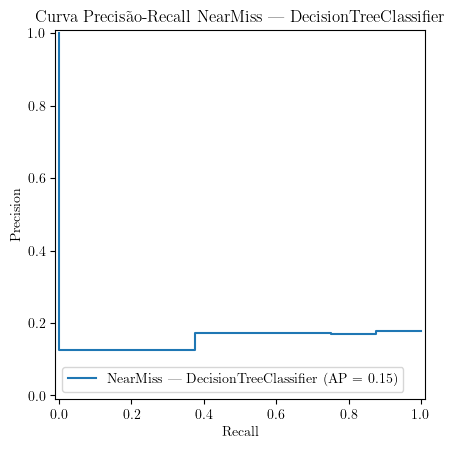 Curva Precisão-Recall NearMiss — DecisionTreeClassifier
1.0
0.8
0.6
0.4
0.2
0.0
Precision
NearMiss — DecisionTreeClassifier (AP = 0.15)
0.0 0.2 0.4 0.6 0.8 1.0
Recall